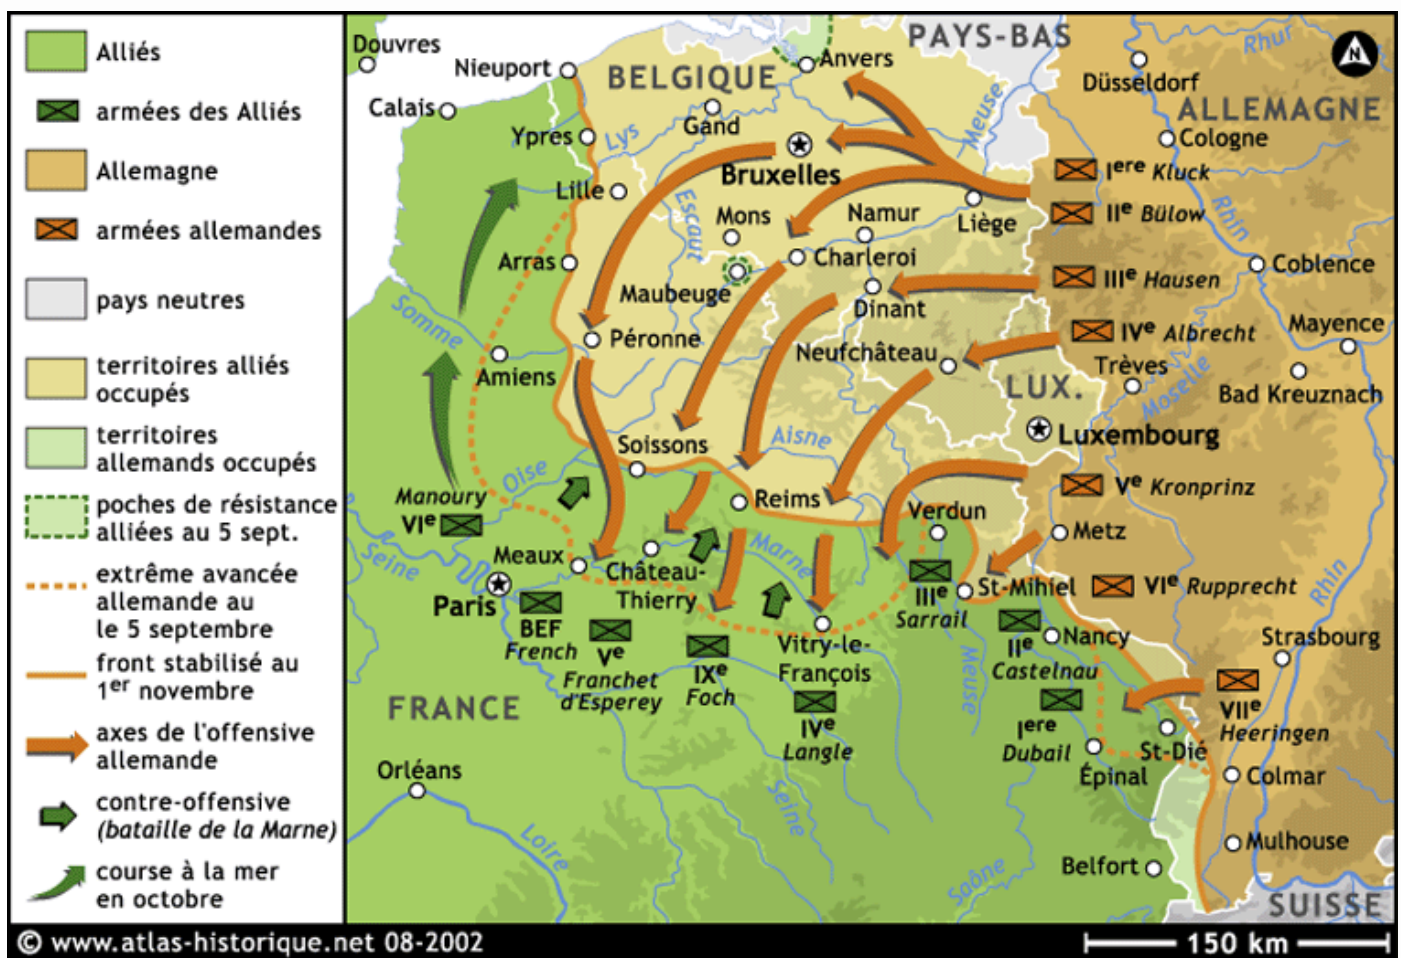 Alliés
armées des Alliés
Allemagne
armées allemandes
pays neutres
territoires alliés
occupés
territoires
allemands occupés
poches de résistance
alliées au 5 sept.
extrême avancée
allemande au
le 5 septembre
front stabilisé au
1er novembre
axes de l'offensive
allemande
contre-offensive
(bataille de la Marne)
course à la mer
en octobre
Douvres
Nieuport
Calais
Ypres
Lys
Lille
BELGIQUE
Gand
Anvers
PAYS-BAS
Meuse
Rhur
N
Düsseldorf
ALLEMAGNE
Cologne
Bruxelles
Iere Kluck
IIe Bülow
Rhin
Liège
Escaut
Mons
Namur
Charleroi
Maubeuge
Dinant
IIIe Hausen
Coblence
Arras
Somme
Péronne
Amiens
Neufchâteau
IVe Albrecht
Trèves
Mayence
Moselle
Bad Kreuznach
LUX.
Luxembourg
Soissons
Aisne
Oise
Manoury
VIe
Reims
Verdun
Ve Kronprinz
Metz
Seine
Meaux
Château-
Thierry
Marne
Paris
BEF
French
Ve
Franchet
d'Esperey
IXe
Foch
Vitry-le-
François
IVe
Langle
IIIe
Sarrail
St-Mihiel
VIe Rupprecht
Rhin
IIe
Castelnau
Nancy
Strasbourg
Meuse
Iere
Dubail
VIIe
Heeringen
St-Dié
Épinal
Colmar
FRANCE
Orléans
Loire
Seine
Saône
Belfort
Mulhouse
SUISSE
© www.atlas-historique.net 08-2002
150 km